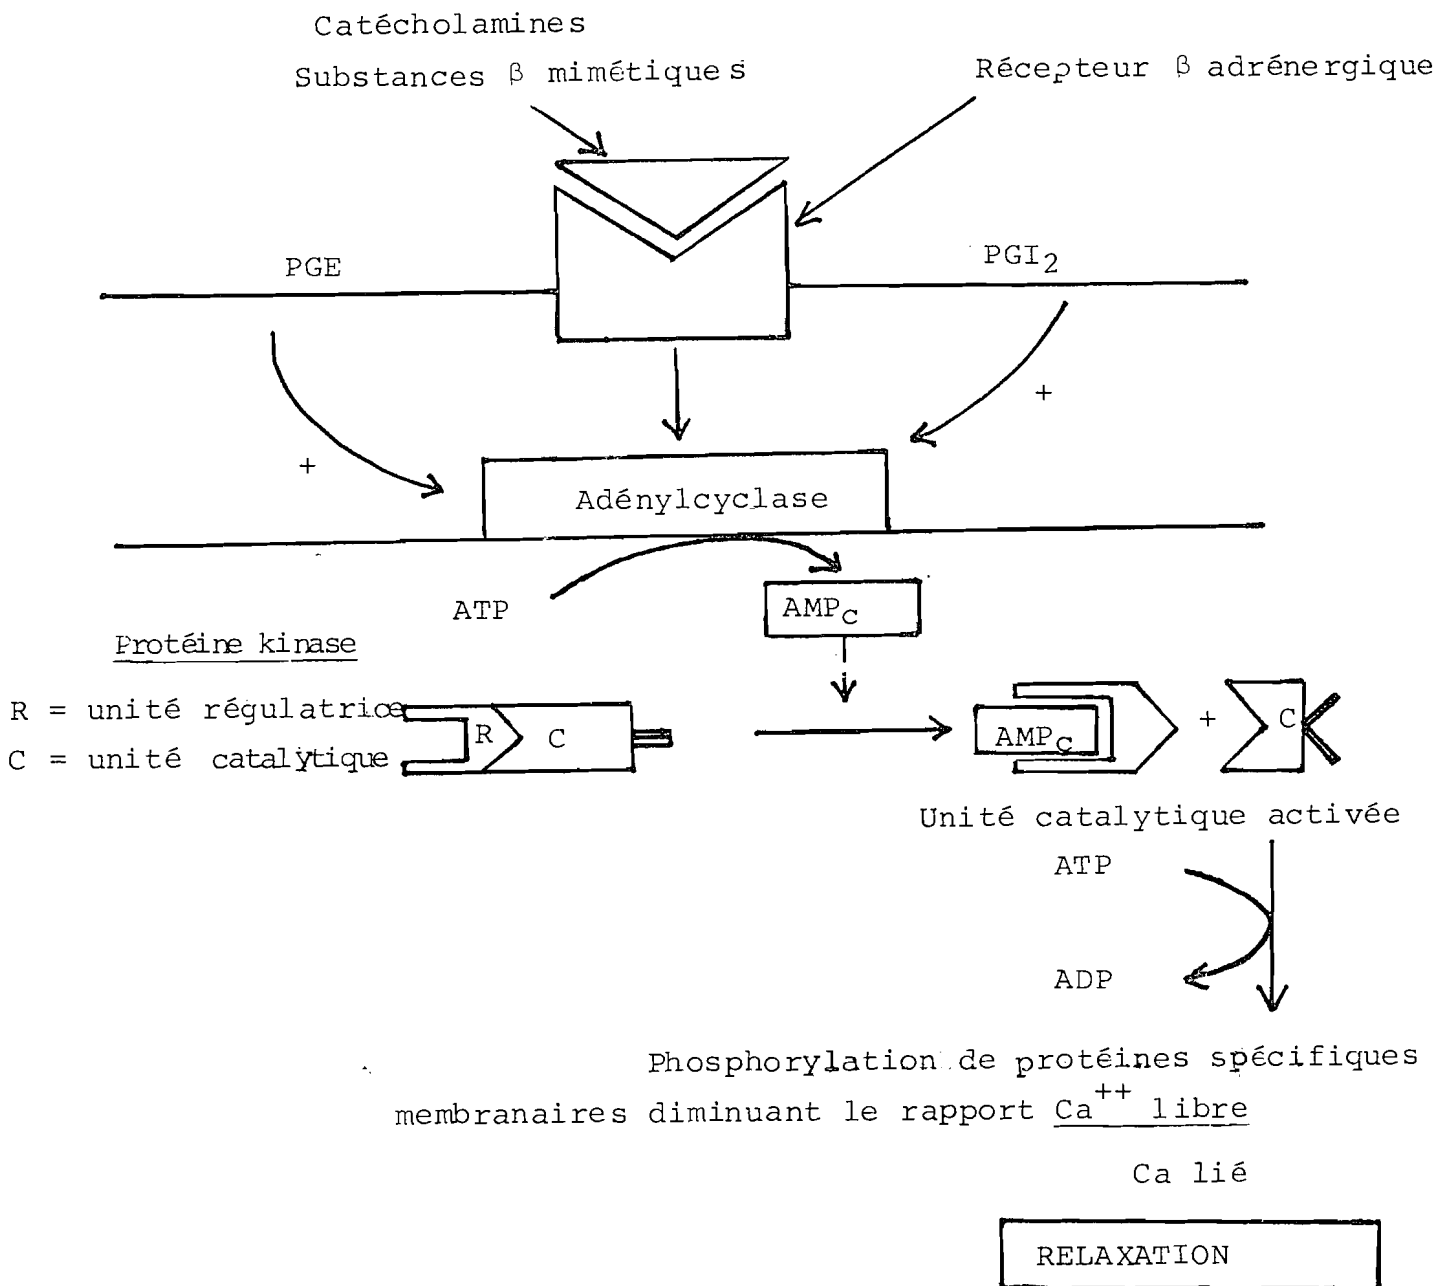 Catécholamines
Substances β mimétiques
Récepteur β adrénergique
PGE
PGI2
+
+
Adénylcyclase
ATP
AMPC
Protéine kinase
R = unité régulatrice
C = unité catalytique
R
C
AMPC
+
C
Unité catalytique activée
ATP
ADP
Phosphorylation de protéines spécifiques
membranaires diminuant le rapport Ca++ libre
Ca lié
RELAXATION